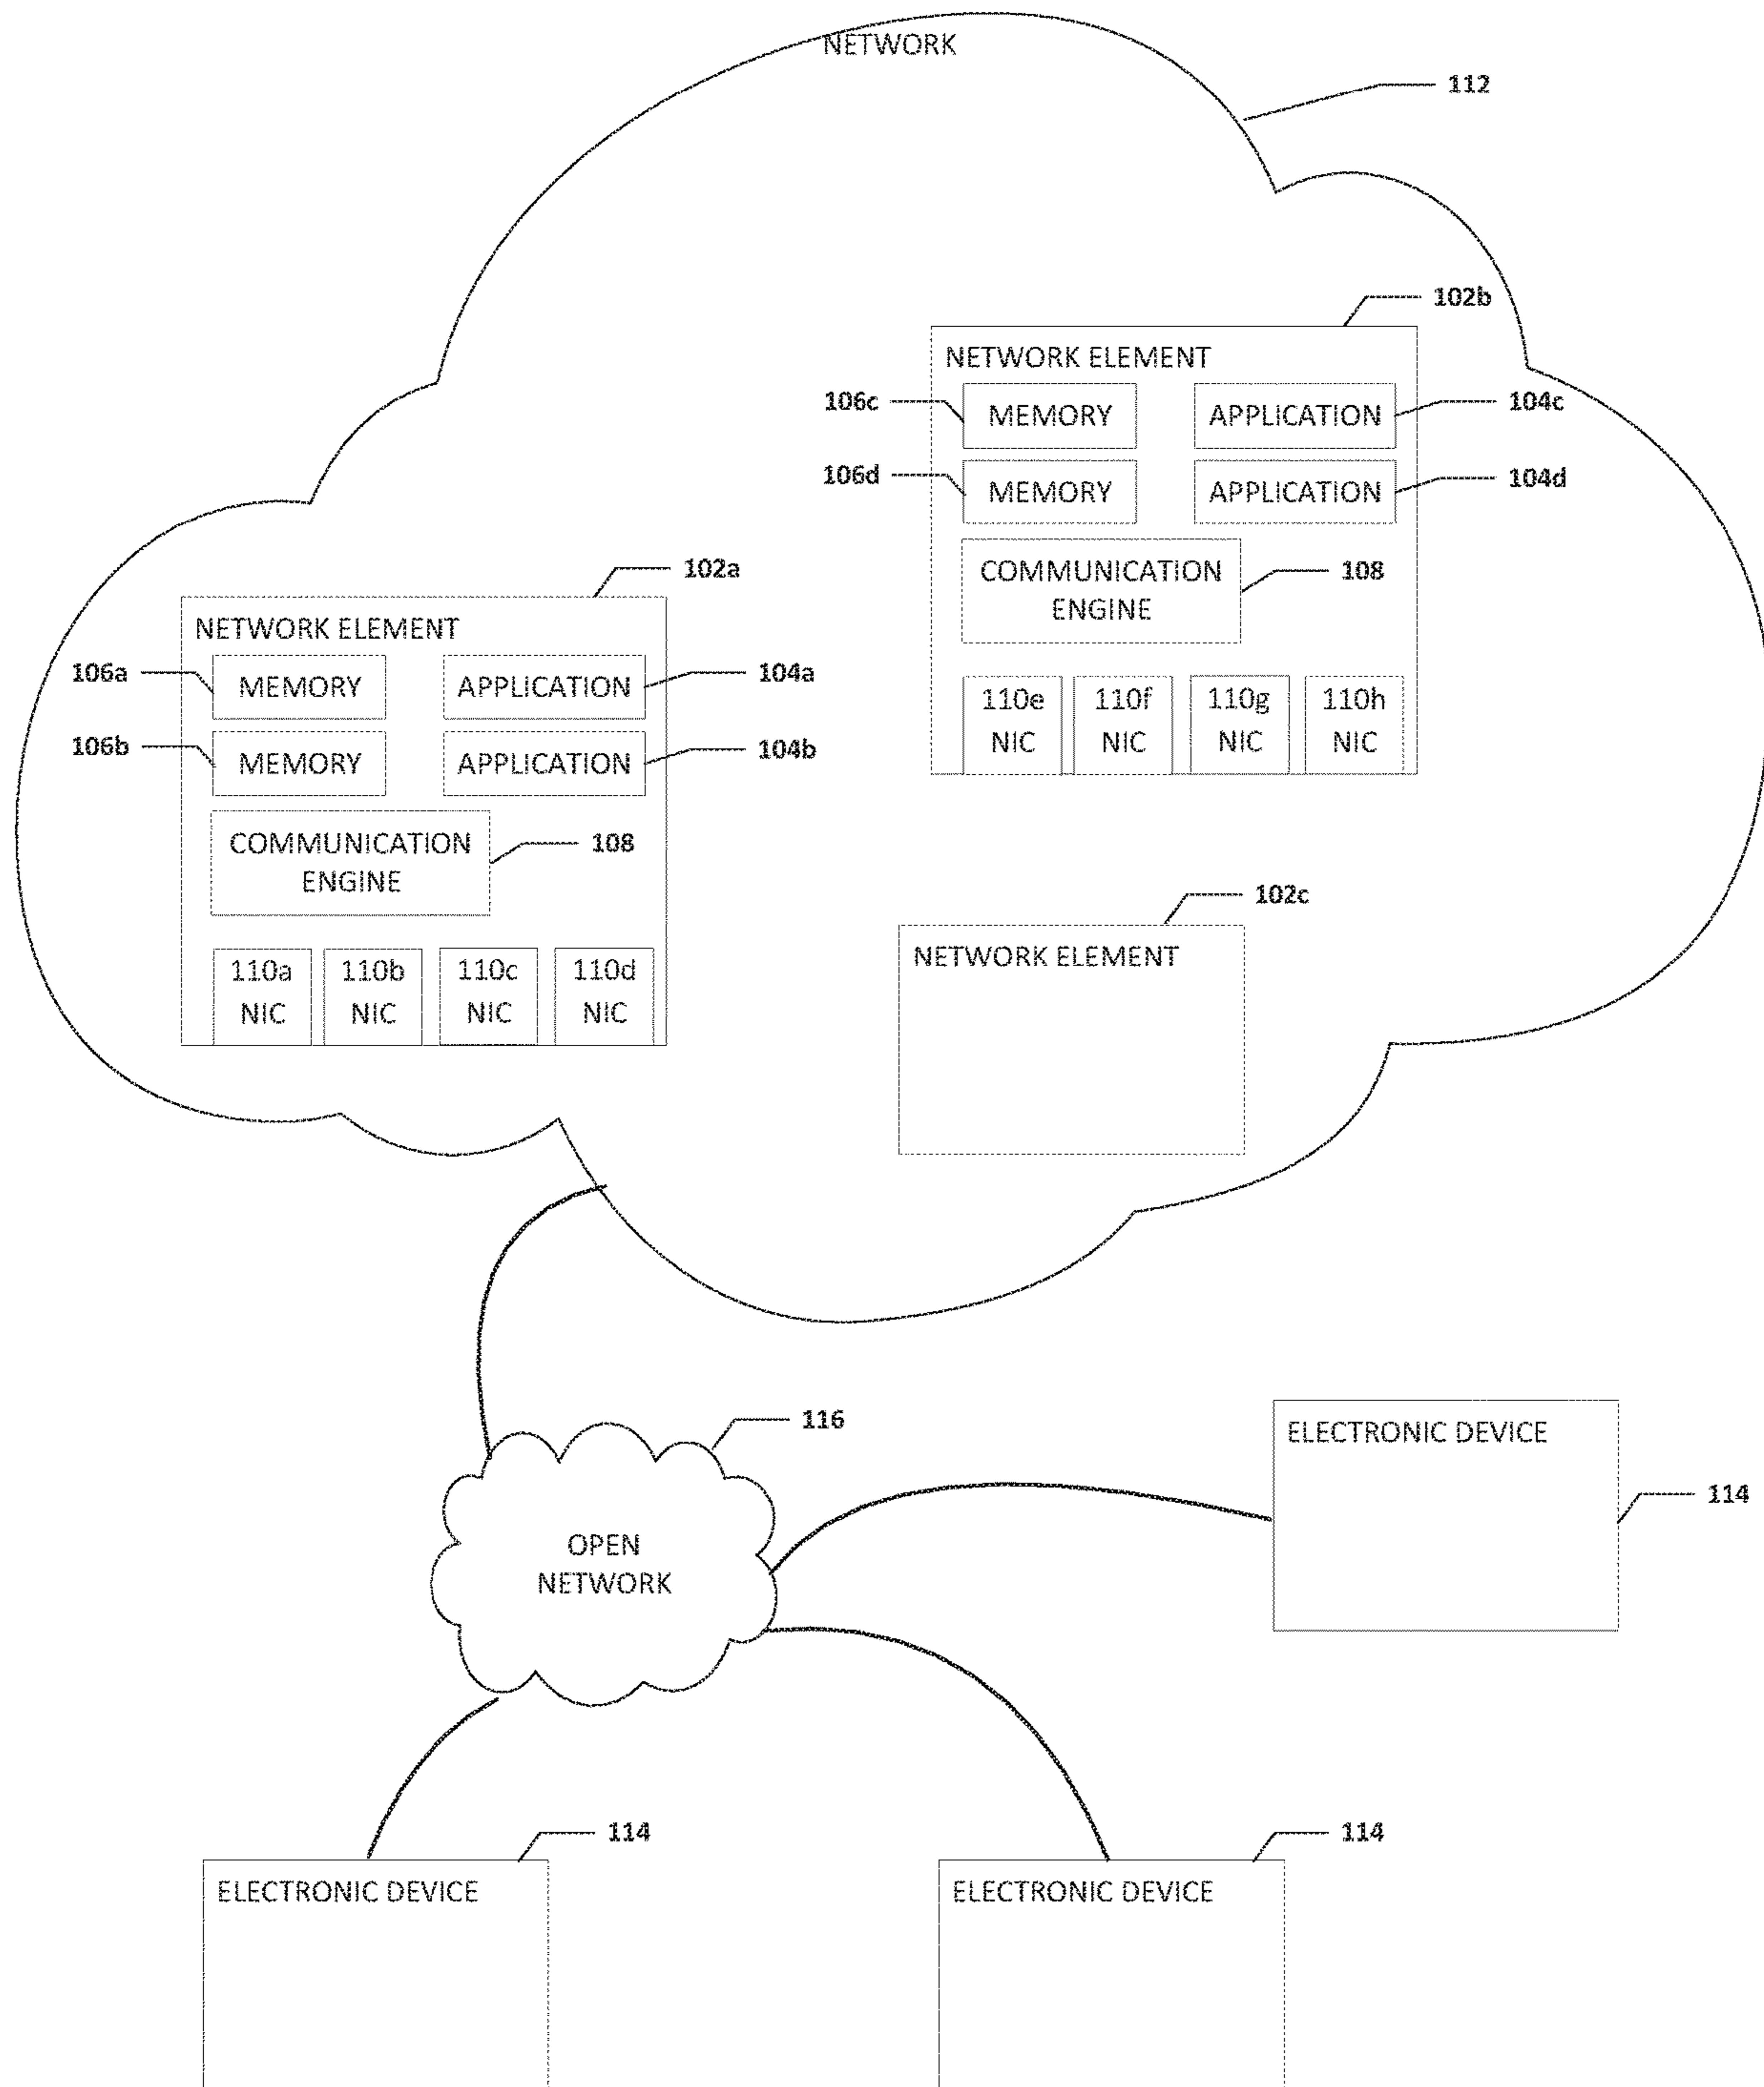 NETWORK
112
102b
NETWORK ELEMENT
106c
MEMORY
APPLICATION
104c
106d
MEMORY
APPLICATION
104d
COMMUNICATION
ENGINE
108
110e
NIC
110f
NIC
110g
NIC
110h
NIC
102a
NETWORK ELEMENT
106a
MEMORY
APPLICATION
104a
106b
MEMORY
APPLICATION
104b
COMMUNICATION
ENGINE
108
110a
NIC
110b
NIC
110c
NIC
110d
NIC
102c
NETWORK ELEMENT
116
OPEN
NETWORK
ELECTRONIC DEVICE
114
114
ELECTRONIC DEVICE
114
ELECTRONIC DEVICE